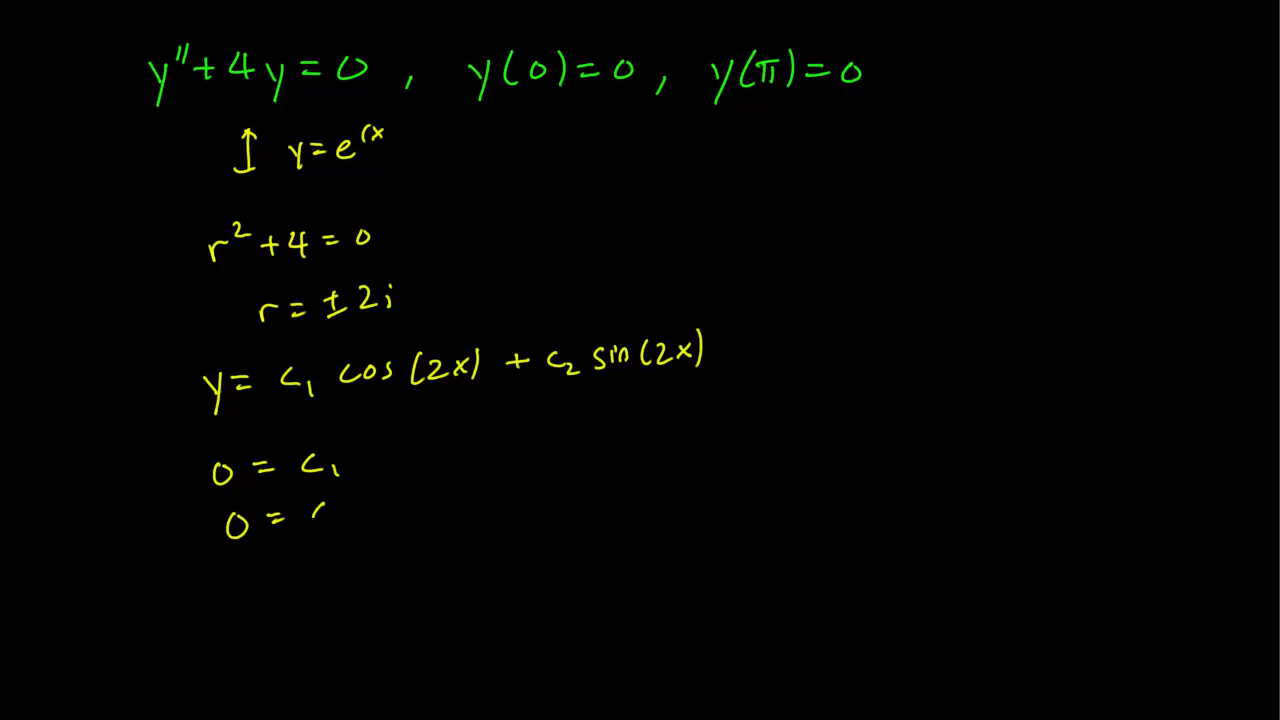 y''+4y=0 , y(0)=0, y(π)=0
↕ y=e^{rx}
r²+4=0
r=±2i
y= c₁ cos(2x) + c₂ sin(2x)
0 = c₁
0 =